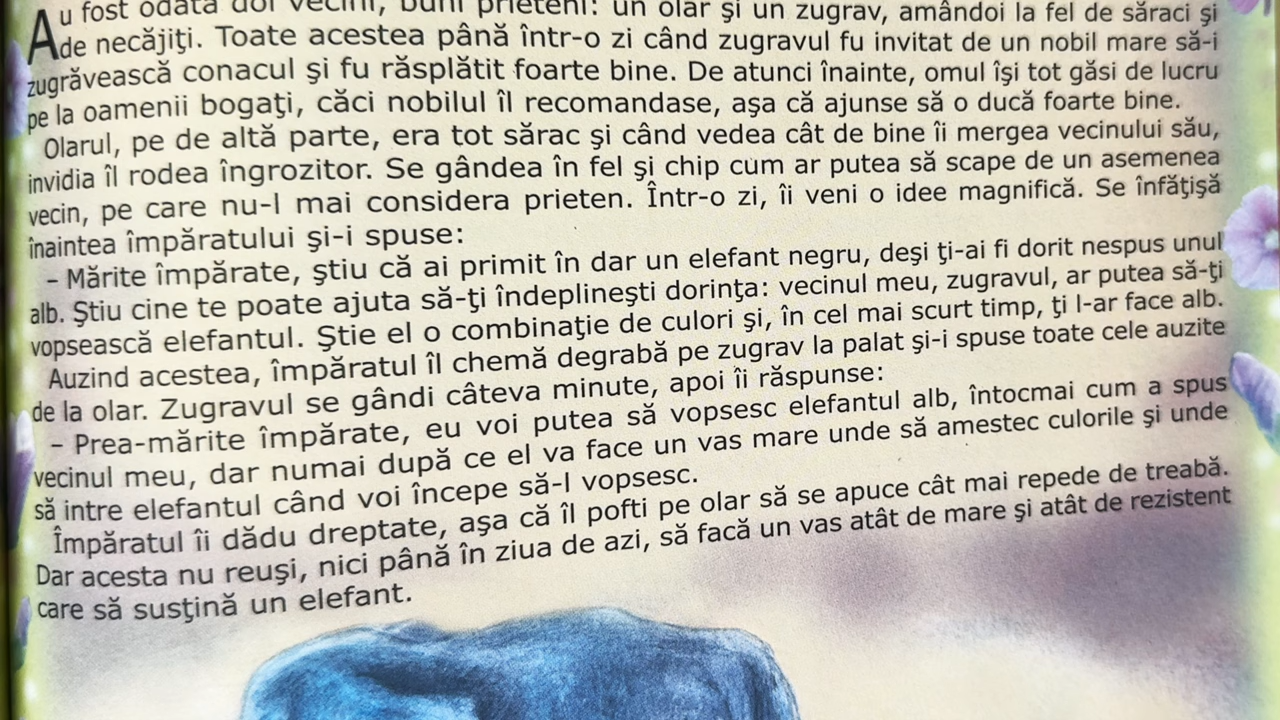 Au fost odată doi vecini, buni prieteni: un olar şi un zugrav, amândoi la fel de săraci şi
de necăjiţi. Toate acestea până într-o zi când zugravul fu invitat de un nobil mare să-i
zugrăvească conacul şi fu răsplătit foarte bine. De atunci înainte, omul îşi tot găsi de lucru
pe la oamenii bogaţi, căci nobilul îl recomandase, aşa că ajunse să o ducă foarte bine.
Olarul, pe de altă parte, era tot sărac şi când vedea cât de bine îi mergea vecinului său,
invidia îl rodea îngrozitor. Se gândea în fel şi chip cum ar putea să scape de un asemenea
vecin, pe care nu-l mai considera prieten. Într-o zi, îi veni o idee magnifică. Se înfăţişă
înaintea împăratului şi-i spuse:
– Mărite împărate, ştiu că ai primit în dar un elefant negru, deşi ţi-ai fi dorit nespus unul
alb. Ştiu cine te poate ajuta să-ţi îndeplineşti dorinţa: vecinul meu, zugravul, ar putea să-ţi
vopsească elefantul. Ştie el o combinaţie de culori şi, în cel mai scurt timp, ţi l-ar face alb.
Auzind acestea, împăratul îl chemă degrabă pe zugrav la palat şi-i spuse toate cele auzite
de la olar. Zugravul se gândi câteva minute, apoi îi răspunse:
– Prea-mărite împărate, eu voi putea să vopsesc elefantul alb, întocmai cum a spus
vecinul meu, dar numai după ce el va face un vas mare unde să amestec culorile şi unde
să intre elefantul când voi începe să-l vopsesc.
Împăratul îi dădu dreptate, aşa că îl pofti pe olar să se apuce cât mai repede de treabă.
Dar acesta nu reuşi, nici până în ziua de azi, să facă un vas atât de mare şi atât de rezistent
care să susţină un elefant.